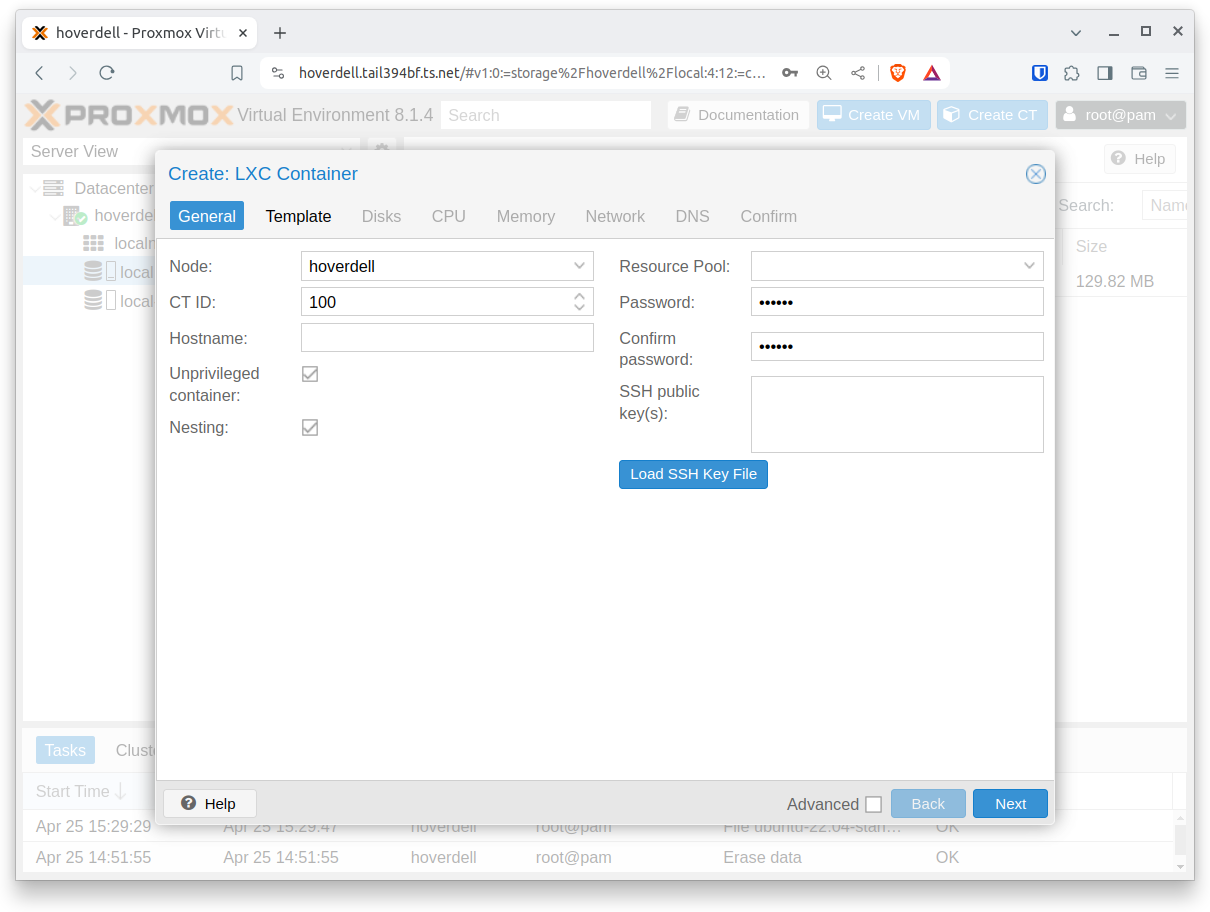 hoverdell - Proxmox Virtu
hoverdell.tail394bf.ts.net/#v1:0:=storage%2Fhoverdell%2Flocal:4:12:=c…
PROXMOX Virtual Environment 8.1.4 Search Documentation Create VM Create CT root@pam
Server View Help
Create: LXC Container
Datacenter
General Template Disks CPU Memory Network DNS Confirm
hoverdel
Search: Name
localn
Size
Node: hoverdell Resource Pool:
local
129.82 MB
CT ID: 100 Password: ••••••
local
Hostname: Confirm password: ••••••
Unprivileged container:
SSH public key(s):
Nesting:
Load SSH Key File
Tasks Cluste
Start Time
Help Advanced Back Next
Apr 25 15:29:29 Apr 25 15:29:47 hoverdell root@pam File ubuntu-22.04-stan… OK
Apr 25 14:51:55 Apr 25 14:51:55 hoverdell root@pam Erase data OK